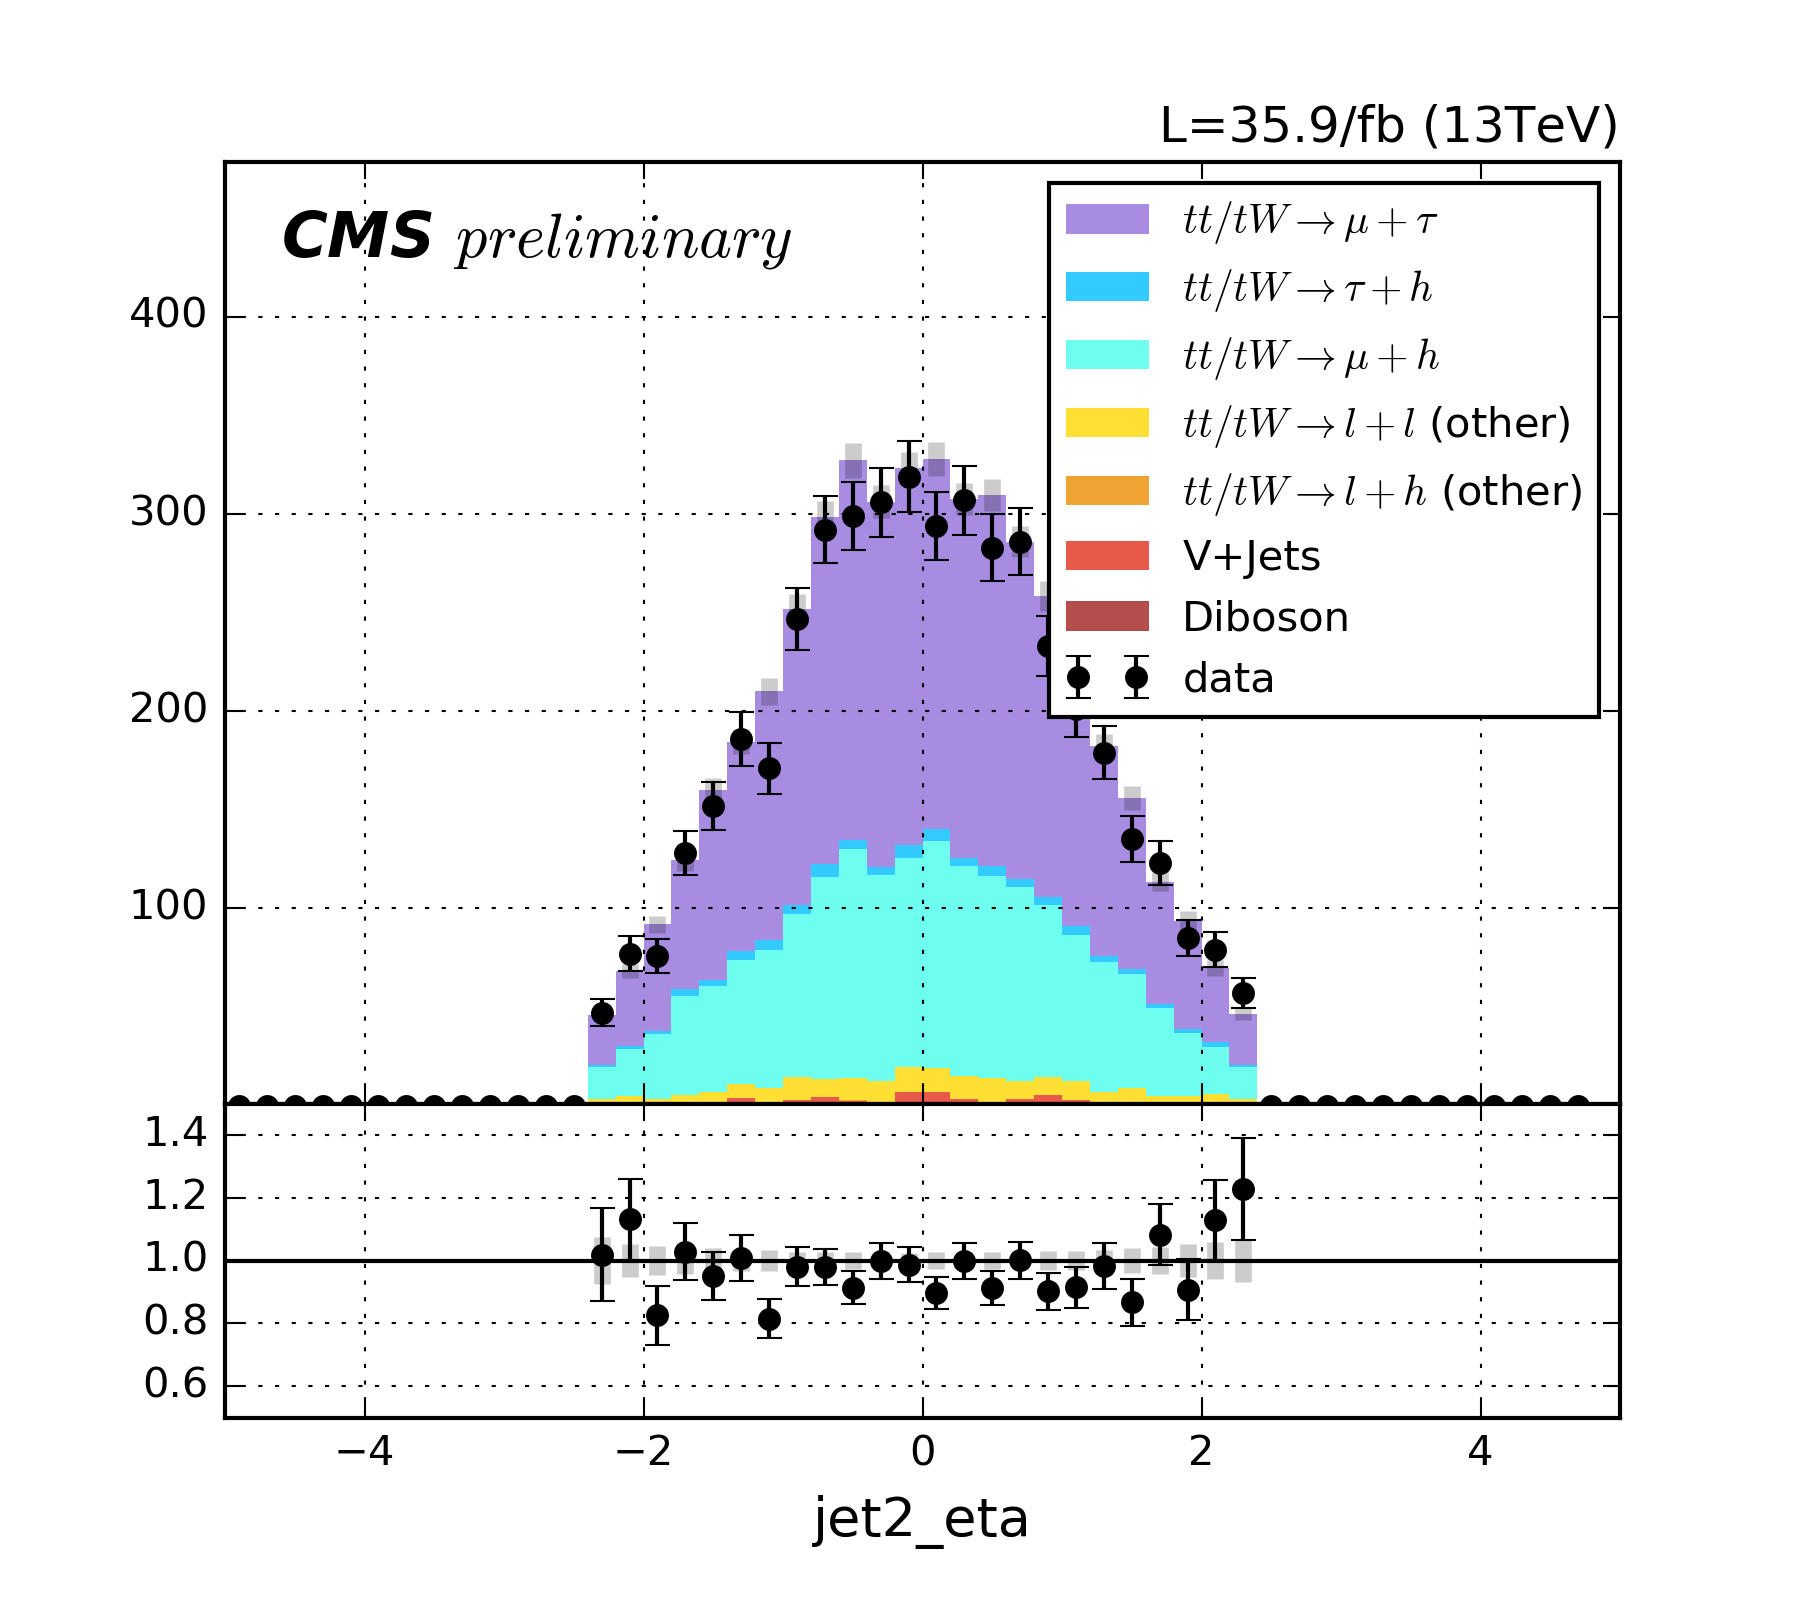 L=35.9/fb (13TeV)
CMS preliminary
tt/tW→μ+τ
tt/tW→τ+h
tt/tW→μ+h
tt/tW→l+l (other)
tt/tW→l+h (other)
V+Jets
Diboson
data
400
300
200
100
1.4
1.2
1.0
0.8
0.6
−4 −2 0 2 4
jet2_eta